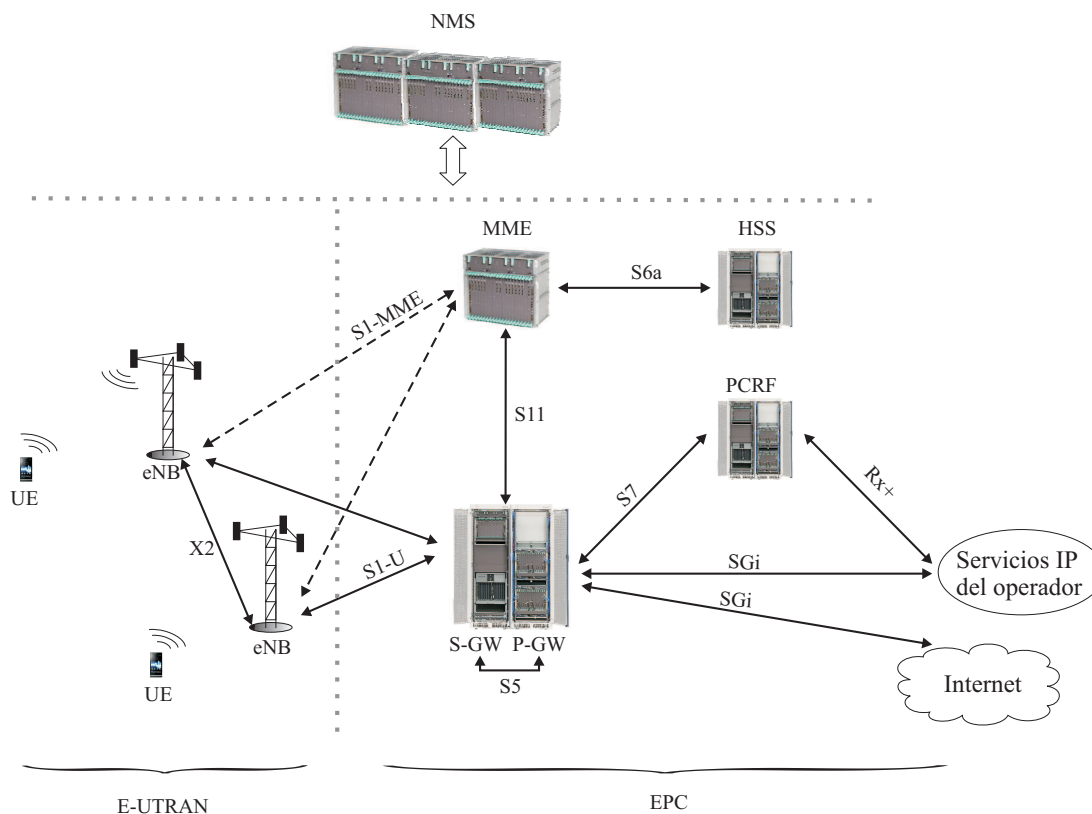 NMS
MME
HSS
S6a
S1-MME
PCRF
S11
eNB
UE
S7
Rx+
X2
S1-U
SGi
Servicios IP
del operador
SGi
eNB
S-GW
P-GW
UE
S5
Internet
E-UTRAN
EPC